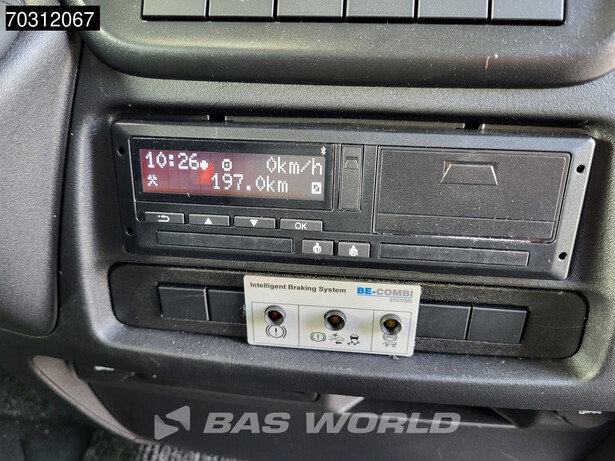 70312067
10:26 0km/h
197.0km
OK
Intelligent Braking System BE-COMBI
SYSTEMS
BAS WORLD